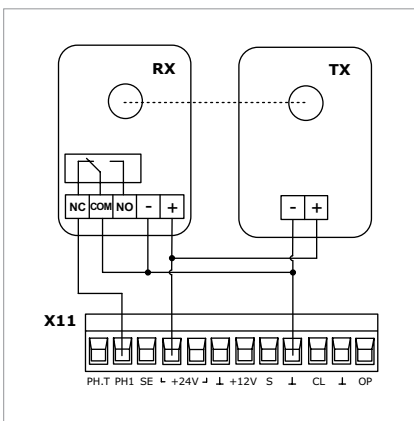 RX TX
NC COM NO - + - +
X11
PH.T PH1 SE +24V ⊥ +12V S ⊥ CL ⊥ OP